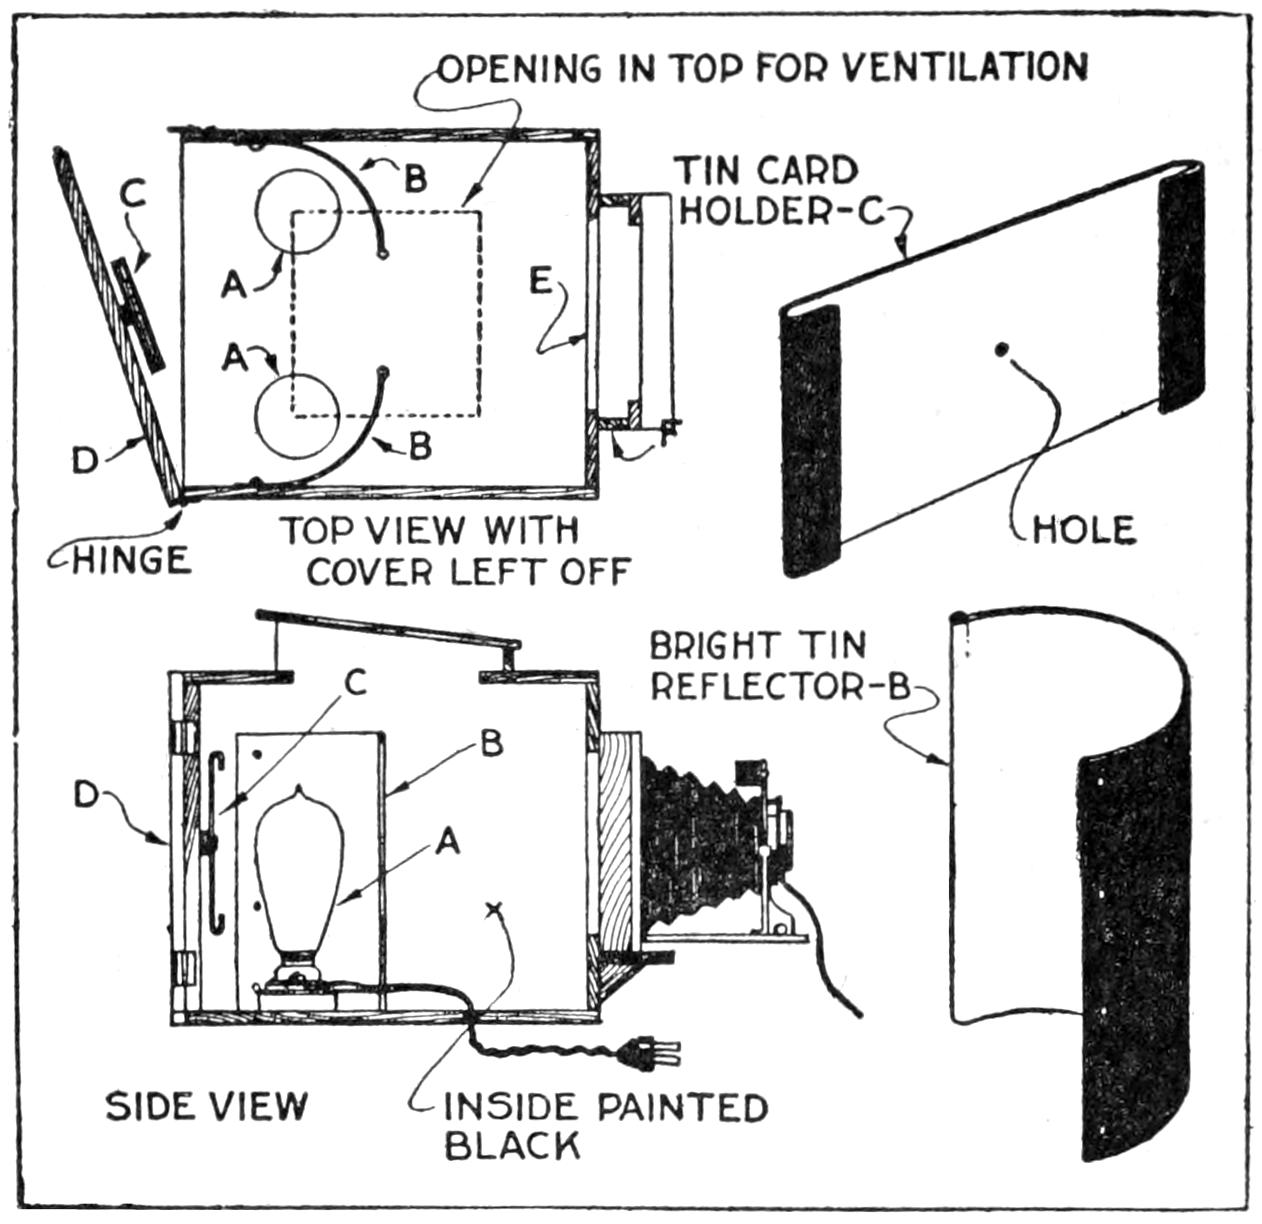 OPENING IN TOP FOR VENTILATION
C
B
A
A
B
D
E
F
HINGE
TOP VIEW WITH
COVER LEFT OFF
TIN CARD
HOLDER-C
HOLE
C
B
A
D
SIDE VIEW
INSIDE PAINTED
BLACK
BRIGHT TIN
REFLECTOR-B